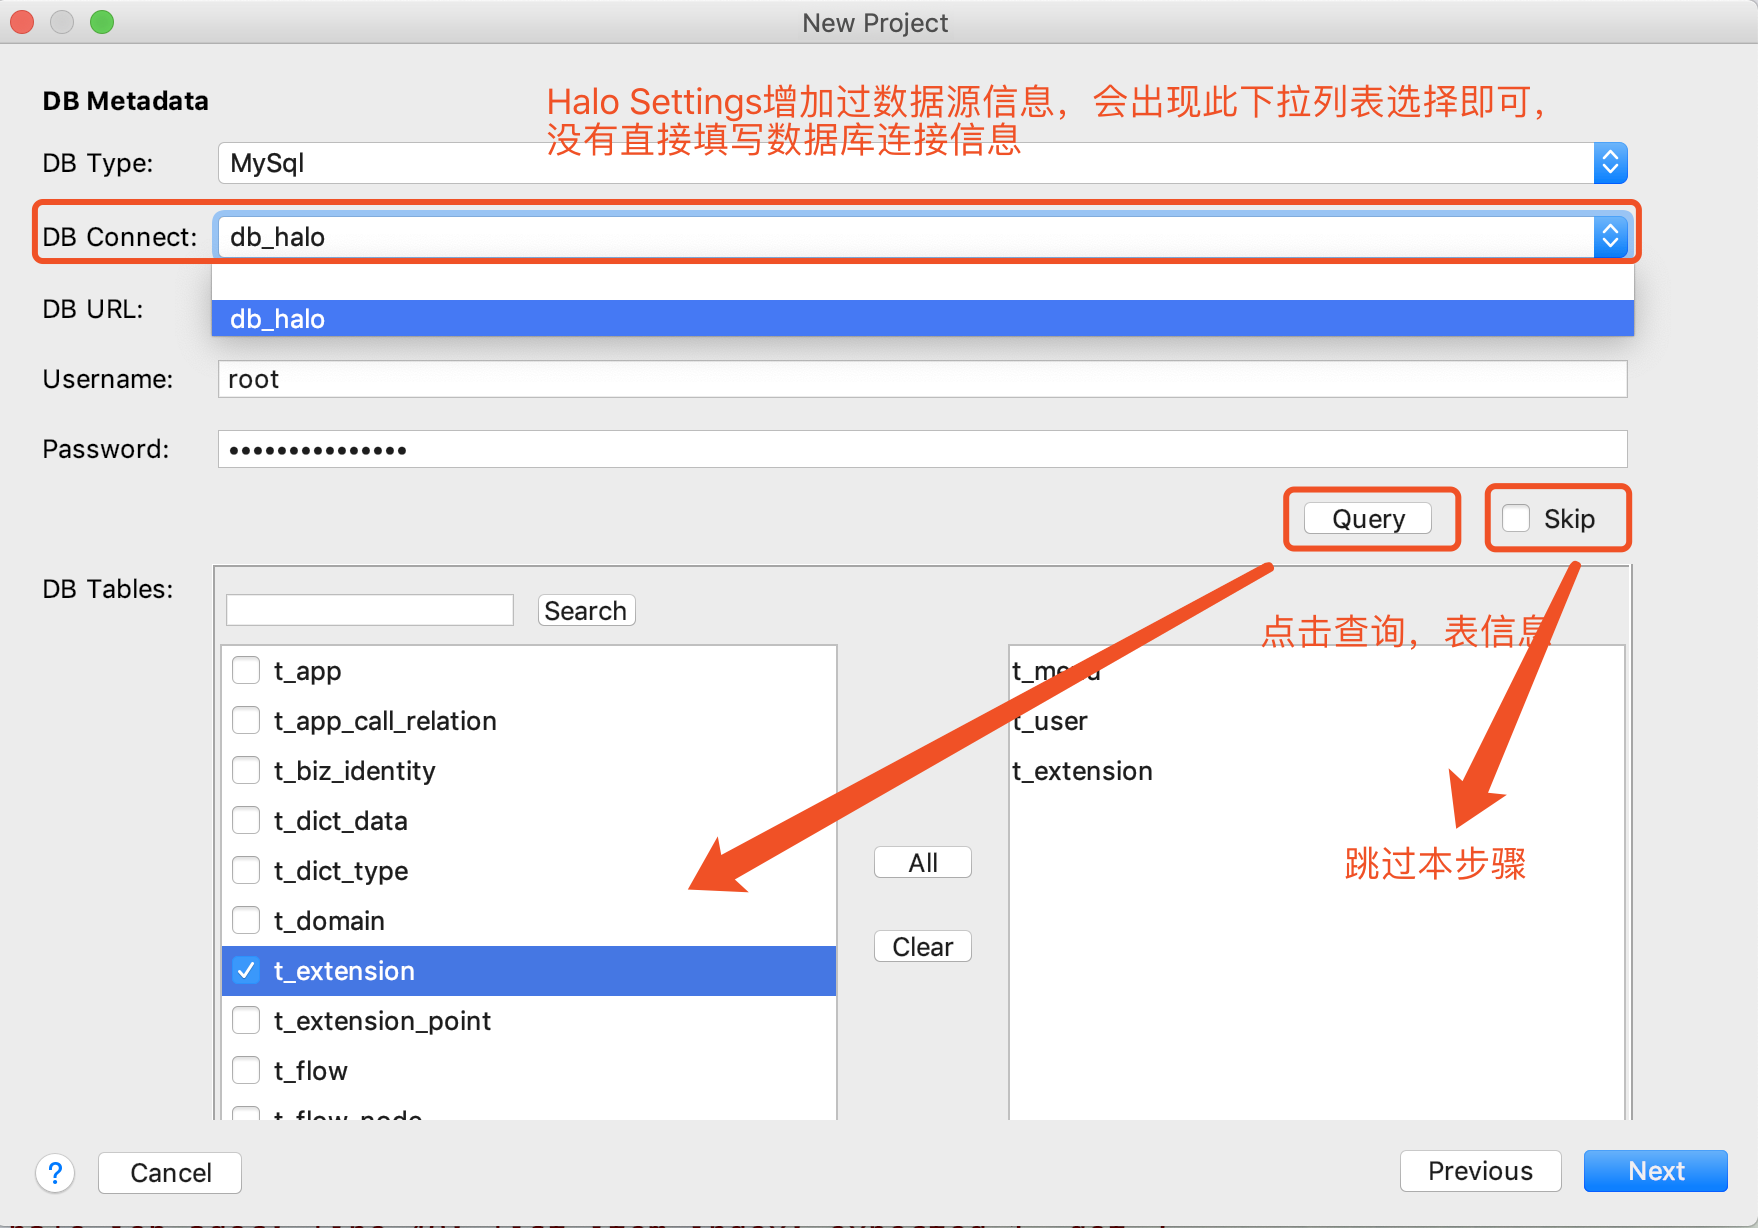 New Project
DB Metadata
Halo Settings增加过数据源信息，会出现此下拉列表选择即可，
没有直接填写数据库连接信息
DB Type: MySql
DB Connect: db_halo
DB URL: db_halo
Username: root
Password: •••••••••••••••
Query Skip
DB Tables:
Search
点击查询，表信息
t_app
t_app_call_relation
t_biz_identity
t_dict_data
t_dict_type
t_domain
t_extension
t_extension_point
t_flow
t_flow_node
All
Clear
t_menu
t_user
t_extension
跳过本步骤
? Cancel Previous Next